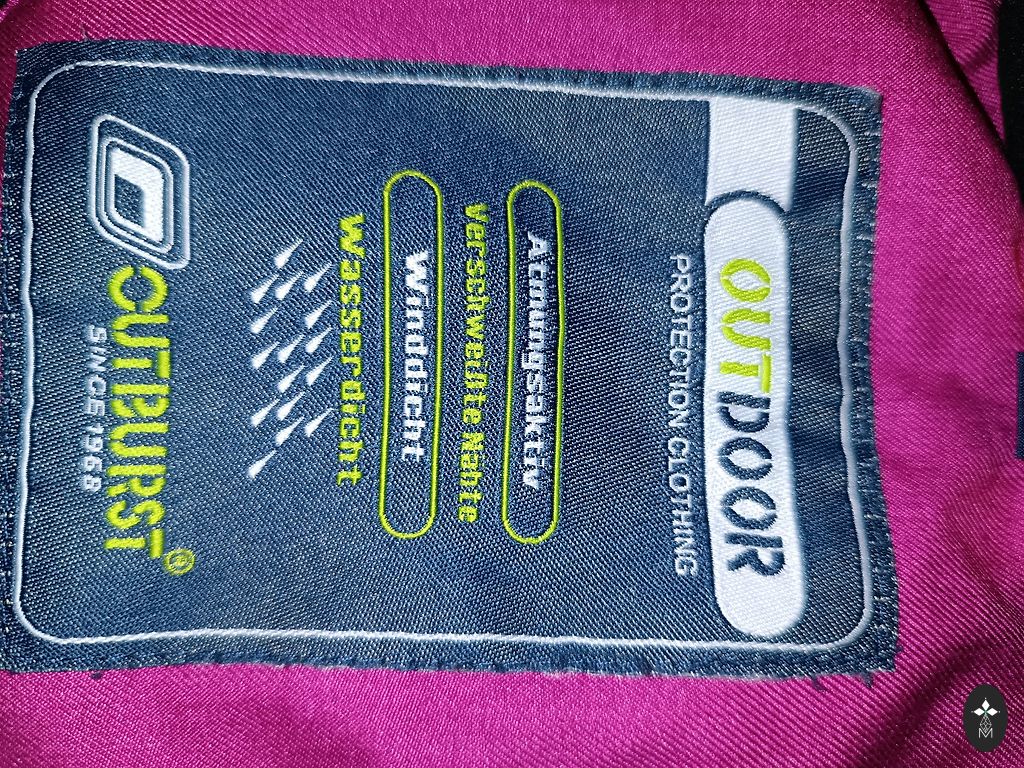 OUTDOOR
PROTECTION CLOTHING
Atmungsaktiv
Verschweißte Nähte
Winddicht
Wasserdicht
OUTBURST®
SINCE 1968
M